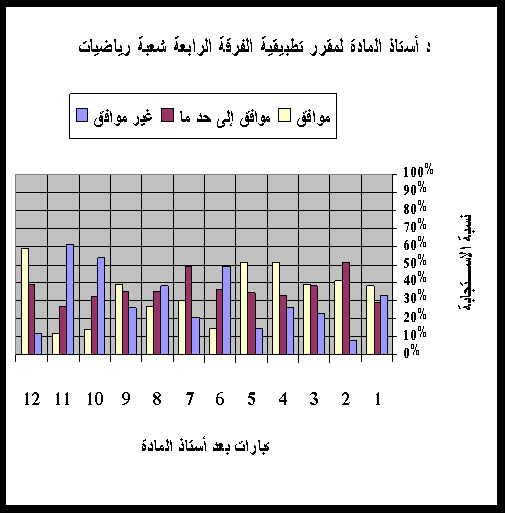 د أستاذ المادة لمقرر تطبيقية الفرقة الرابعة شعبة رياضيات
موافق موافق إلى حد ما غير موافق
100%
90%
80%
70%
60%
50%
40%
30%
20%
10%
0%
نسبة الاستجابة
1 2 3 4 5 6 7 8 9 10 11 12
كبارات بعد أستاذ المادة